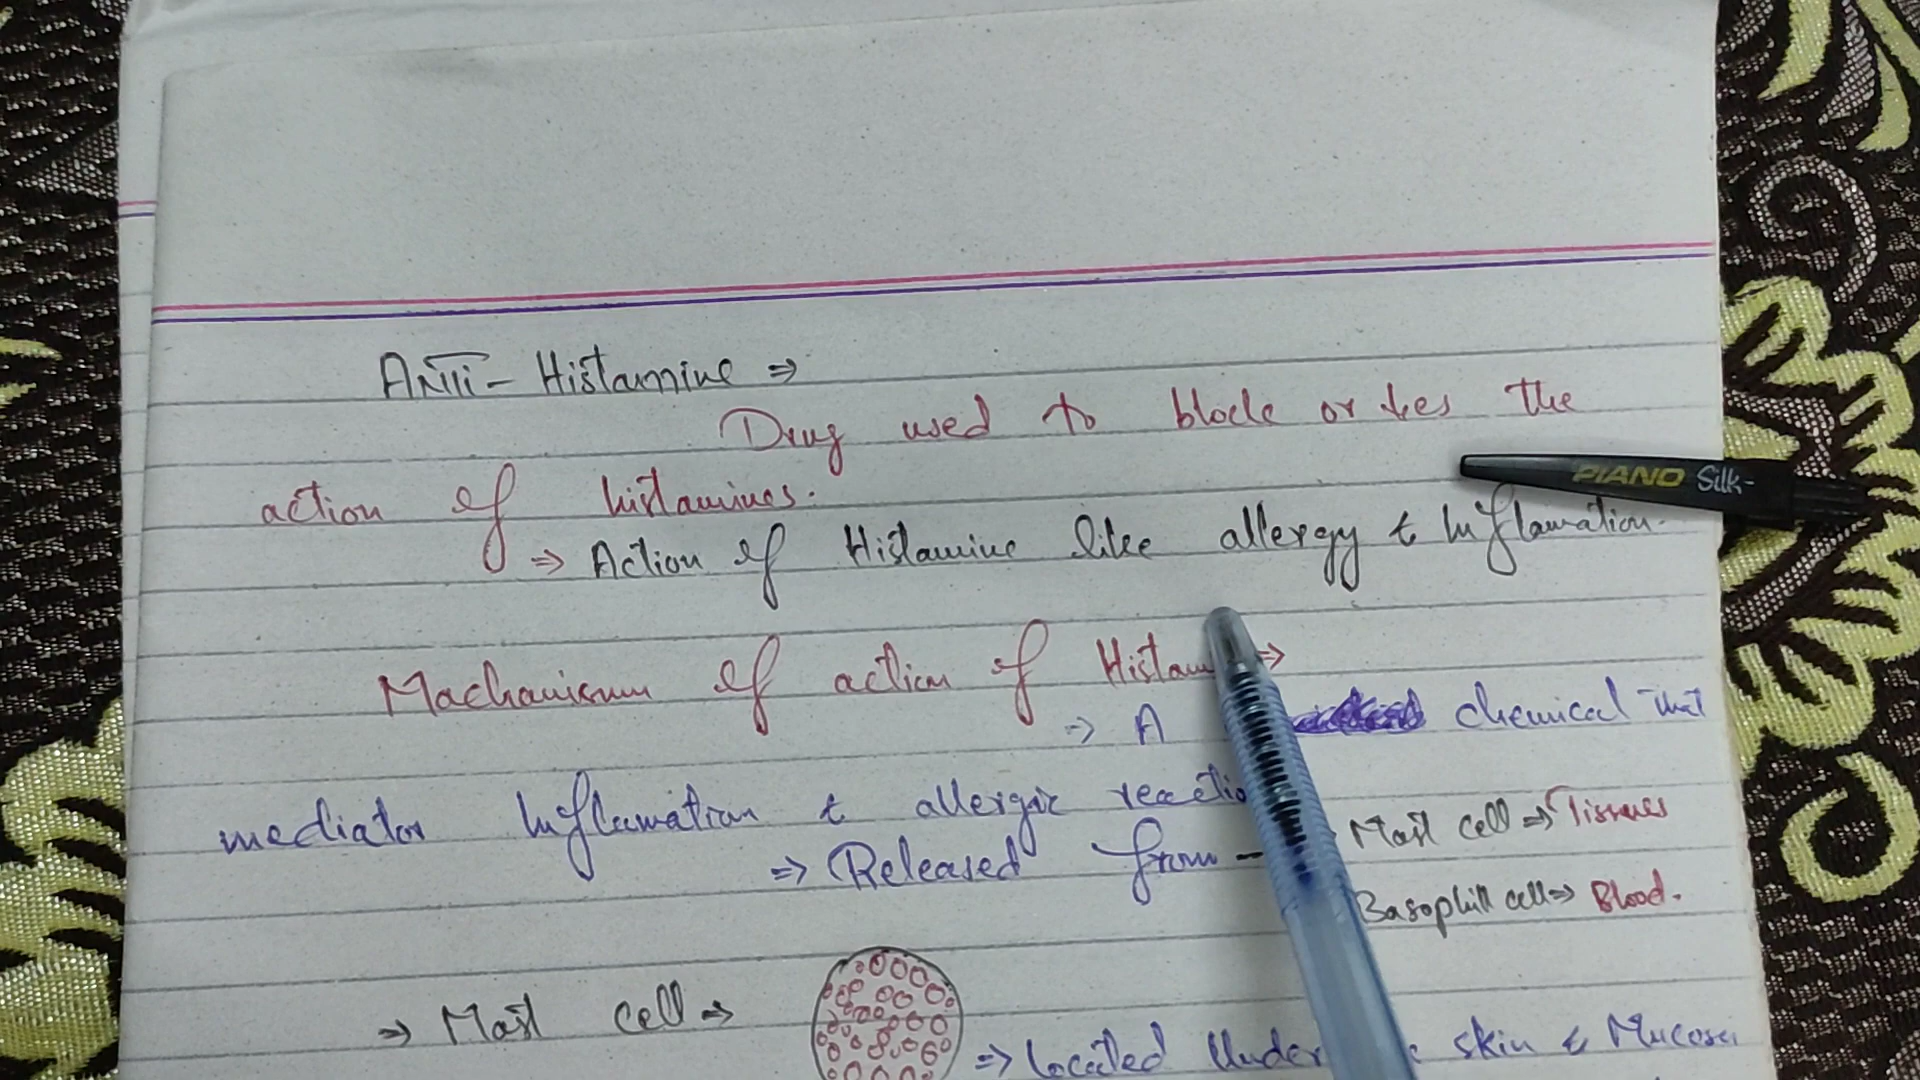 ANTi - Histamine ⇒
Drug used to block or the
action of histamines.
⇒ Action of Histamine like allergy & Inflamation.
PIANO Silk-
Machanism of action of Histam ⇒
⇒ A chemical that
mediator Inflamation & allergic reactio
⇒ Released from -
Mast cell ⇒ Tissues
Basophill cell ⇒ Blood.
⇒ Mast cell ⇒
⇒ located Under skin & Mucosa